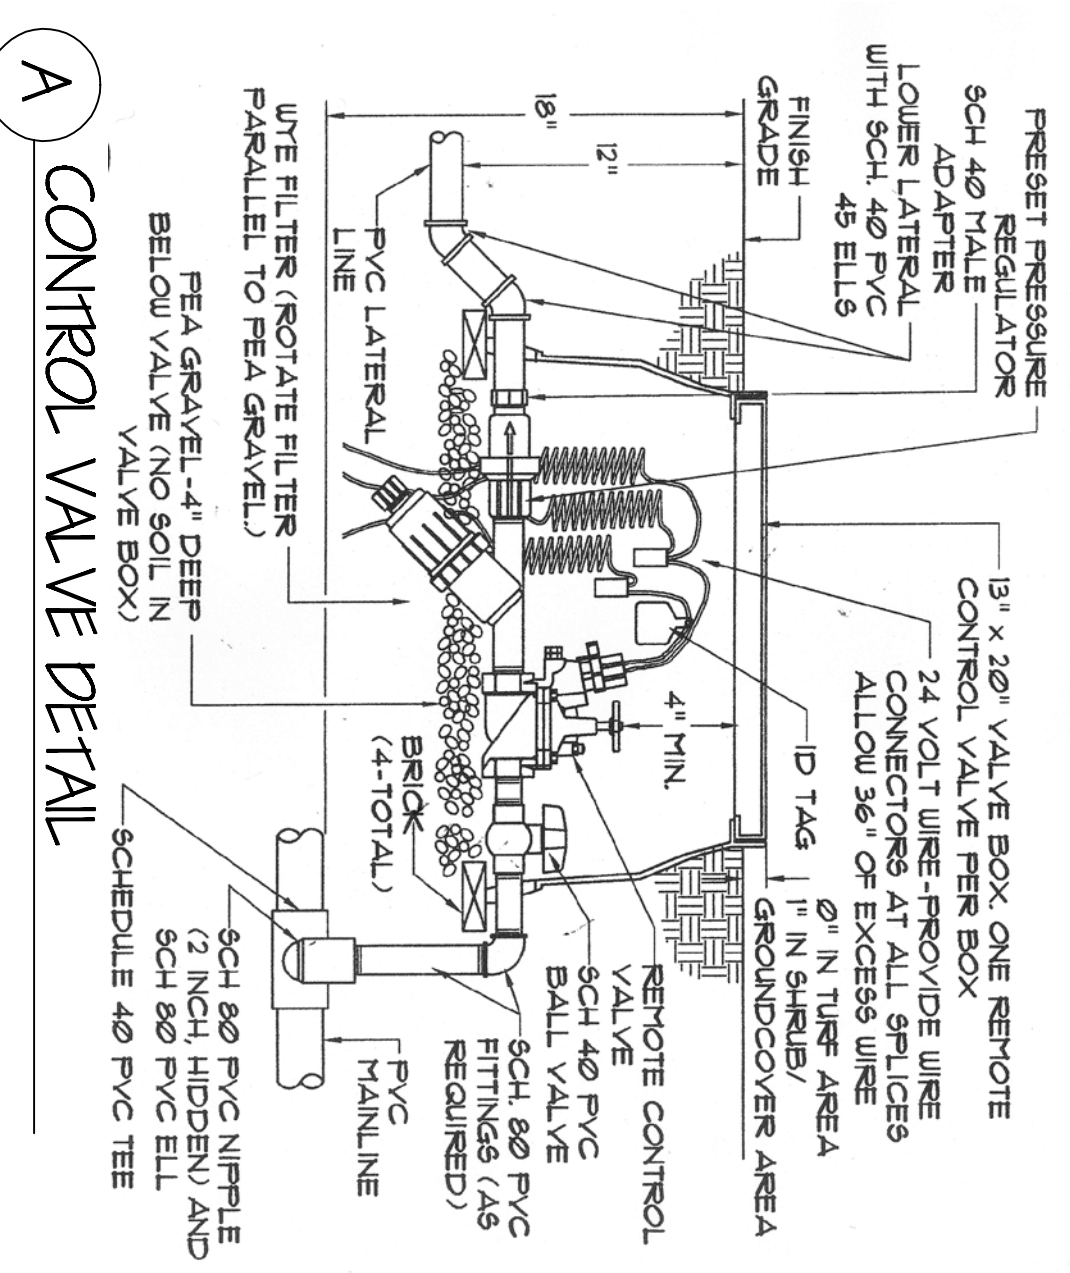 PRESET PRESSURE
REGULATOR
SCH 40 MALE
ADAPTER
LOWER LATERAL
WITH SCH. 40 PVC
45 ELLS
FINISH
GRADE
18"
12"
PVC LATERAL
LINE
WYE FILTER (ROTATE FILTER
PARALLEL TO PEA GRAVEL.)
PEA GRAVEL-4" DEEP
BELOW VALVE (NO SOIL IN
VALVE BOX)
13" x 20" VALVE BOX. ONE REMOTE
CONTROL VALVE PER BOX
24 VOLT WIRE-PROVIDE WIRE
CONNECTORS AT ALL SPLICES
ALLOW 36" OF EXCESS WIRE
ID TAG
4" MIN.
0" IN TURF AREA
1" IN SHRUB/
GROUNDCOVER AREA
REMOTE CONTROL
VALVE
SCH 40 PVC
BALL VALVE
SCH. 80 PVC
FITTINGS (AS
REQUIRED)
BRICK
(4-TOTAL)
PVC
MAINLINE
SCH 80 PVC NIPPLE
(2 INCH, HIDDEN) AND
SCH 80 PVC ELL
SCHEDULE 40 PVC TEE
A
CONTROL VALVE DETAIL